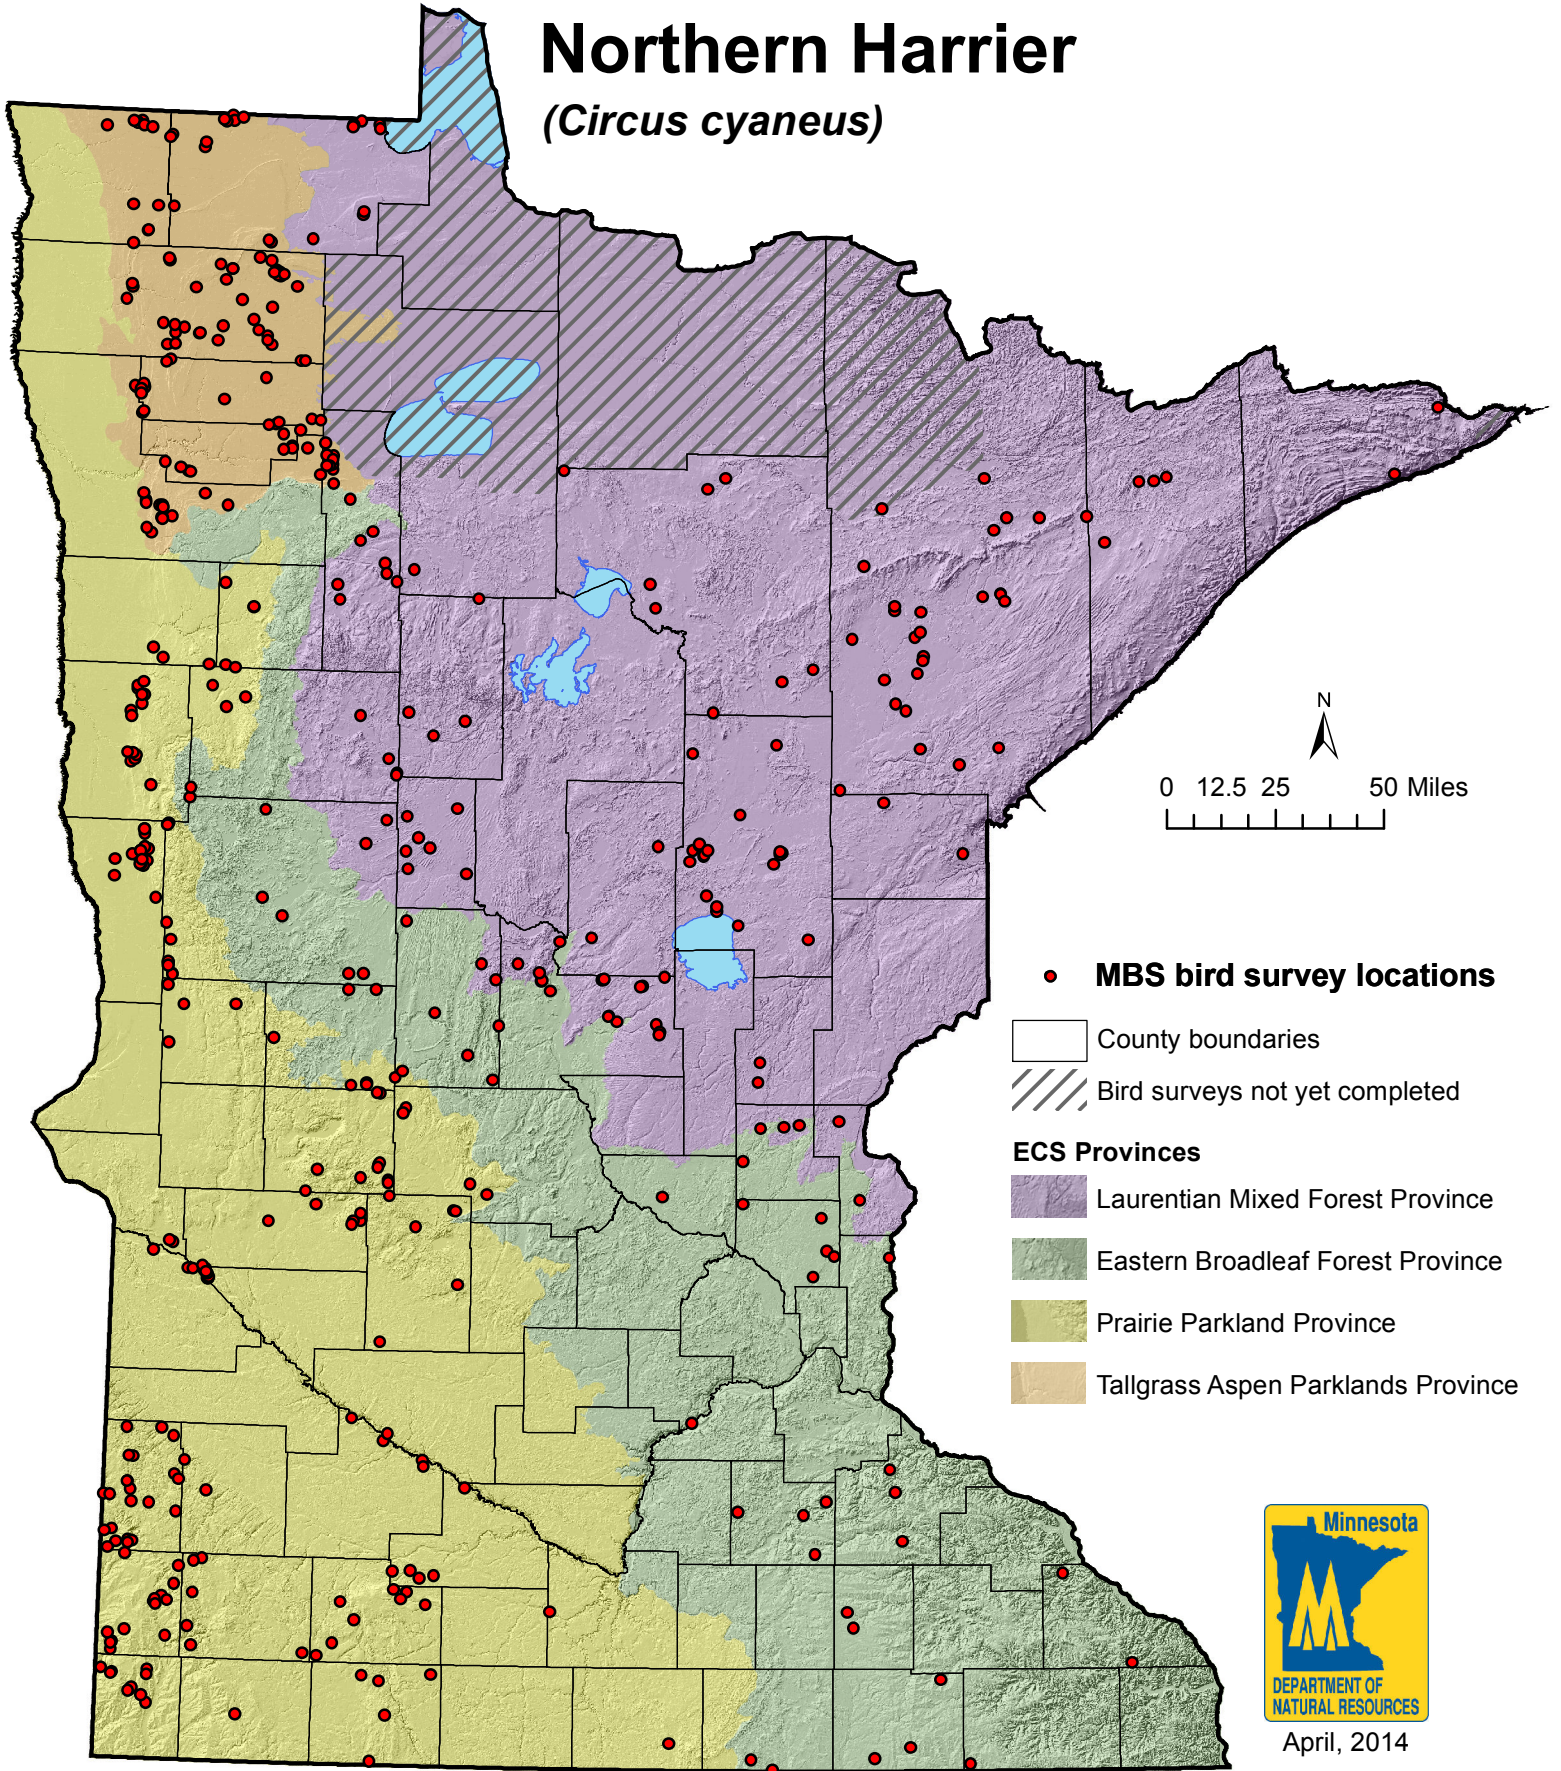 Northern Harrier
(Circus cyaneus)
N
0 12.5 25 50 Miles
MBS bird survey locations
County boundaries
Bird surveys not yet completed
ECS Provinces
Laurentian Mixed Forest Province
Eastern Broadleaf Forest Province
Prairie Parkland Province
Tallgrass Aspen Parklands Province
Minnesota
DEPARTMENT OF
NATURAL RESOURCES
April, 2014